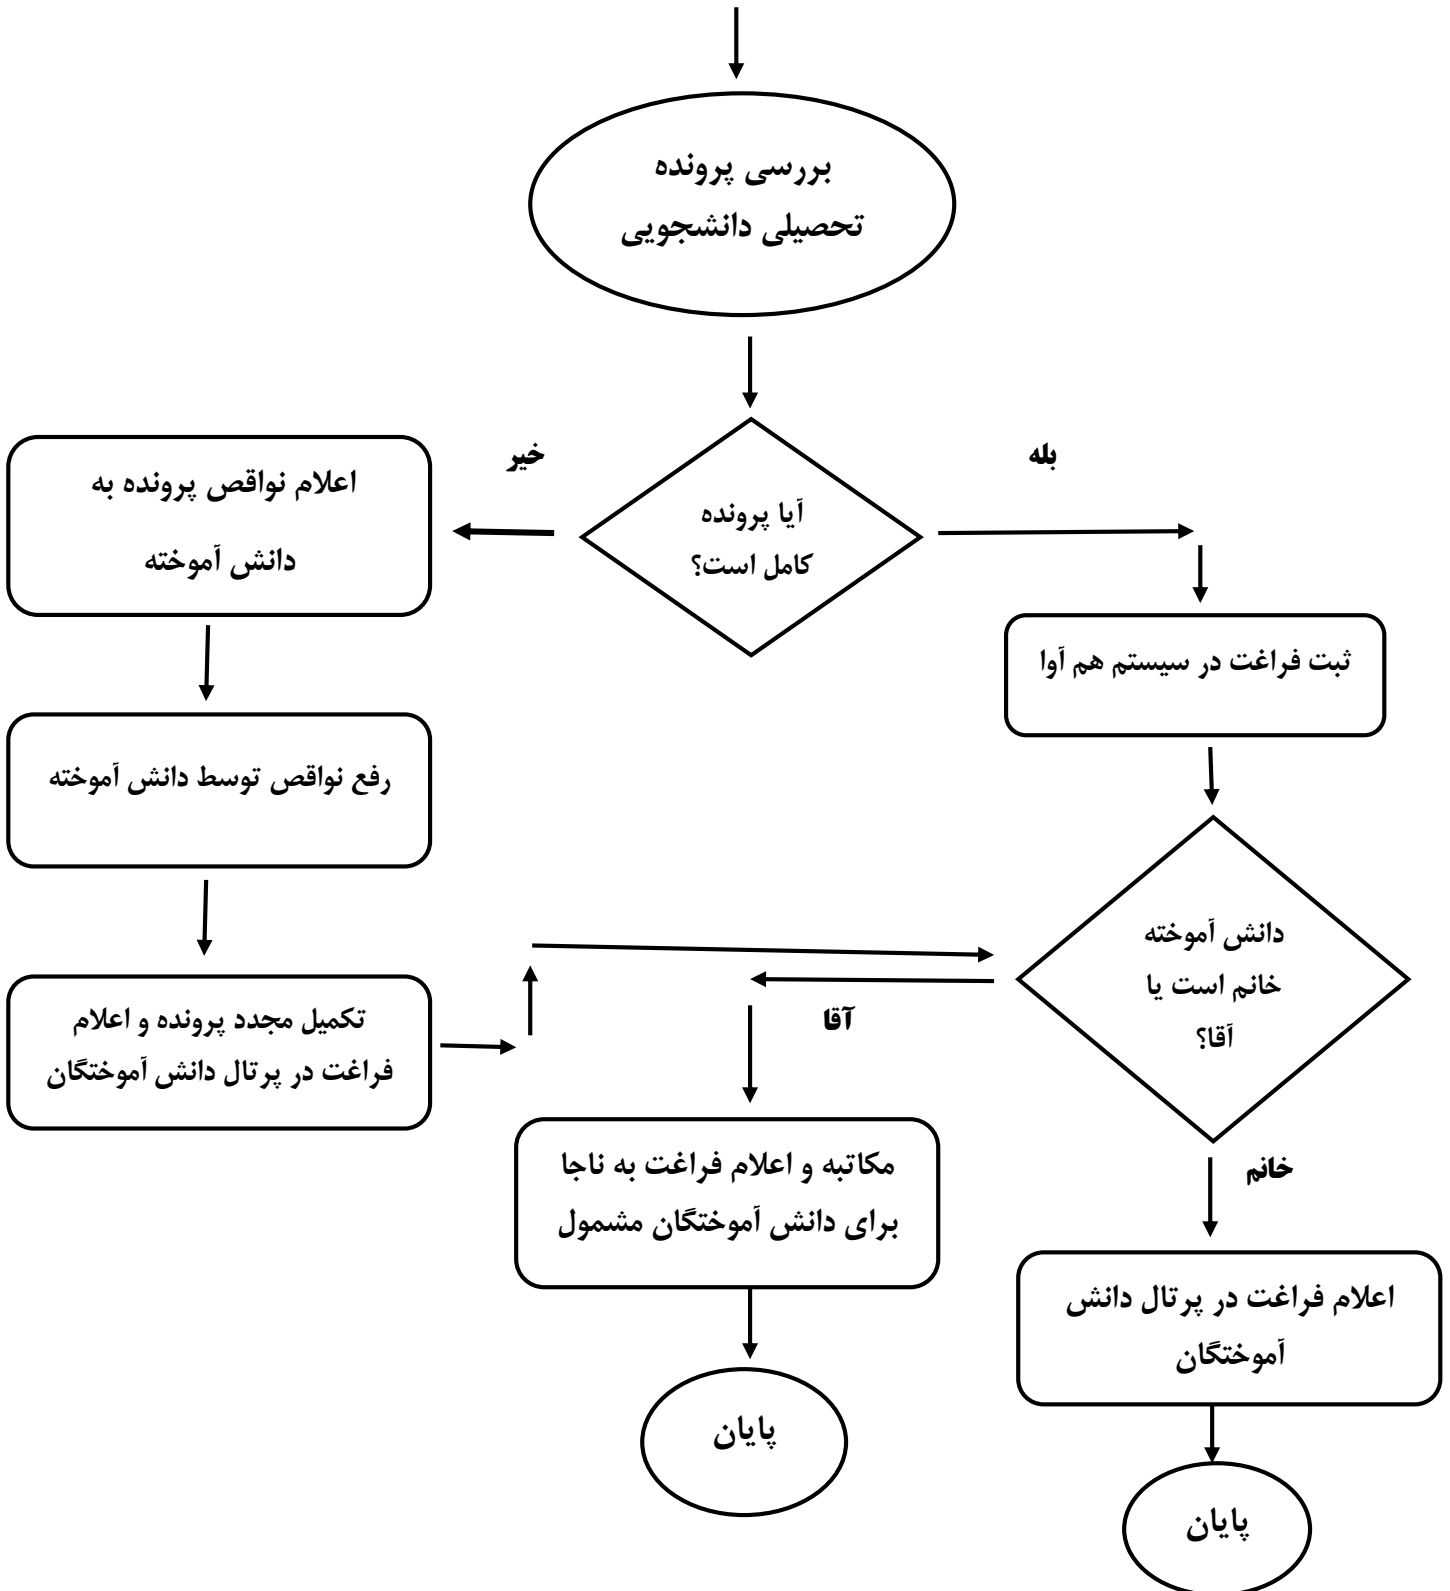 بررسی پرونده
تحصیلی دانشجویی
خیر
بله
اعلام نواقص پرونده به
دانش آموخته
آیا پرونده
کامل است؟
ثبت فراغت در سیستم هم آوا
رفع نواقص توسط دانش آموخته
دانش آموخته
خانم است یا
آقا؟
تکمیل مجدد پرونده و اعلام
فراغت در پرتال دانش آموختگان
آقا
مکاتبه و اعلام فراغت به ناجا
برای دانش آموختگان مشمول
خانم
اعلام فراغت در پرتال دانش
آموختگان
پایان
پایان